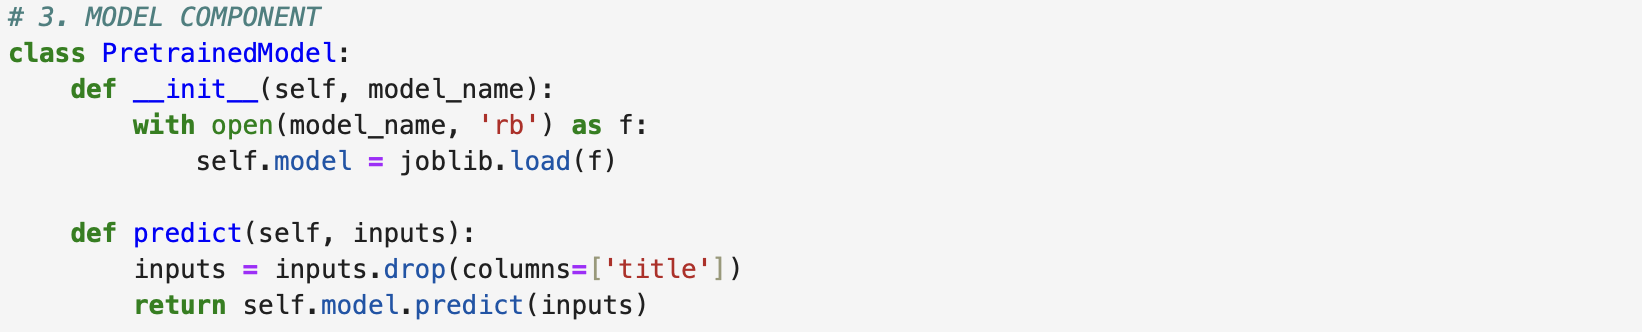 # 3. MODEL COMPONENT
class PretrainedModel:
    def __init__(self, model_name):
        with open(model_name, 'rb') as f:
            self.model = joblib.load(f)

    def predict(self, inputs):
        inputs = inputs.drop(columns=['title'])
        return self.model.predict(inputs)